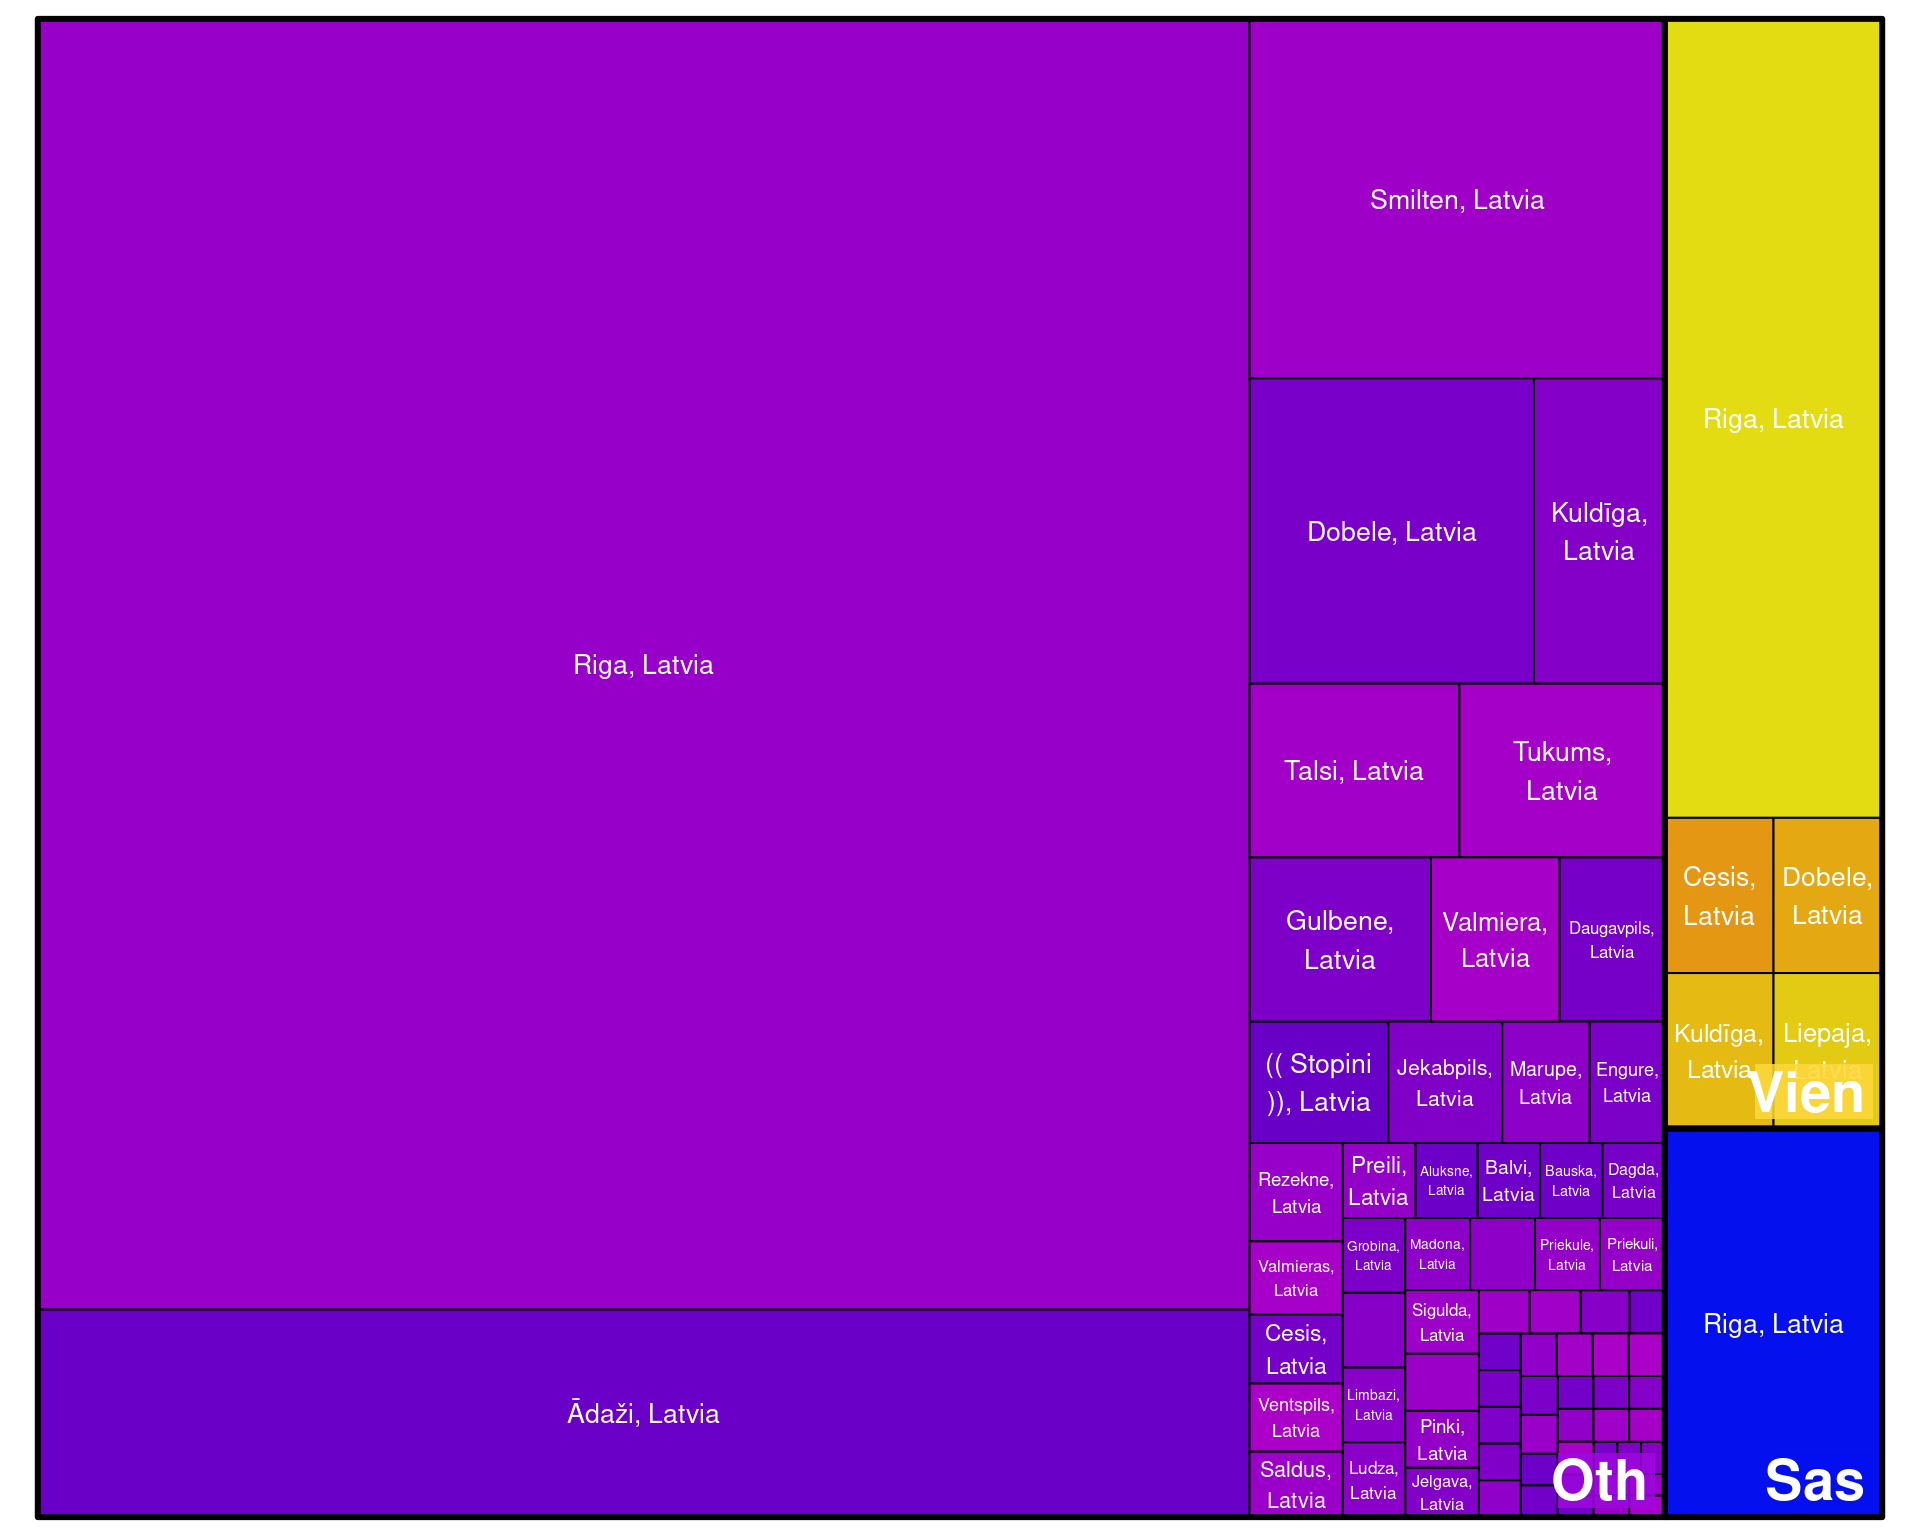 Riga, Latvia
Ādaži, Latvia
Smilten, Latvia
Dobele, Latvia
Kuldīga,
Latvia
Talsi, Latvia
Tukums,
Latvia
Gulbene,
Latvia
Valmiera,
Latvia
Daugavpils,
Latvia
(( Stopini
)), Latvia
Jekabpils,
Latvia
Marupe,
Latvia
Engure,
Latvia
Rezekne,
Latvia
Valmieras,
Latvia
Cesis,
Latvia
Ventspils,
Latvia
Saldus,
Latvia
Preili,
Latvia
Aluksne,
Latvia
Balvi,
Latvia
Bauska,
Latvia
Dagda,
Latvia
Grobina,
Latvia
Madona,
Latvia
Priekule,
Latvia
Priekuli,
Latvia
Limbazi,
Latvia
Ludza,
Latvia
Sigulda,
Latvia
Pinki,
Latvia
Jelgava,
Latvia
Oth
Riga, Latvia
Cesis,
Latvia
Dobele,
Latvia
Kuldīga,
Latvia
Liepaja,
Latvia
Vien
Riga, Latvia
Sas